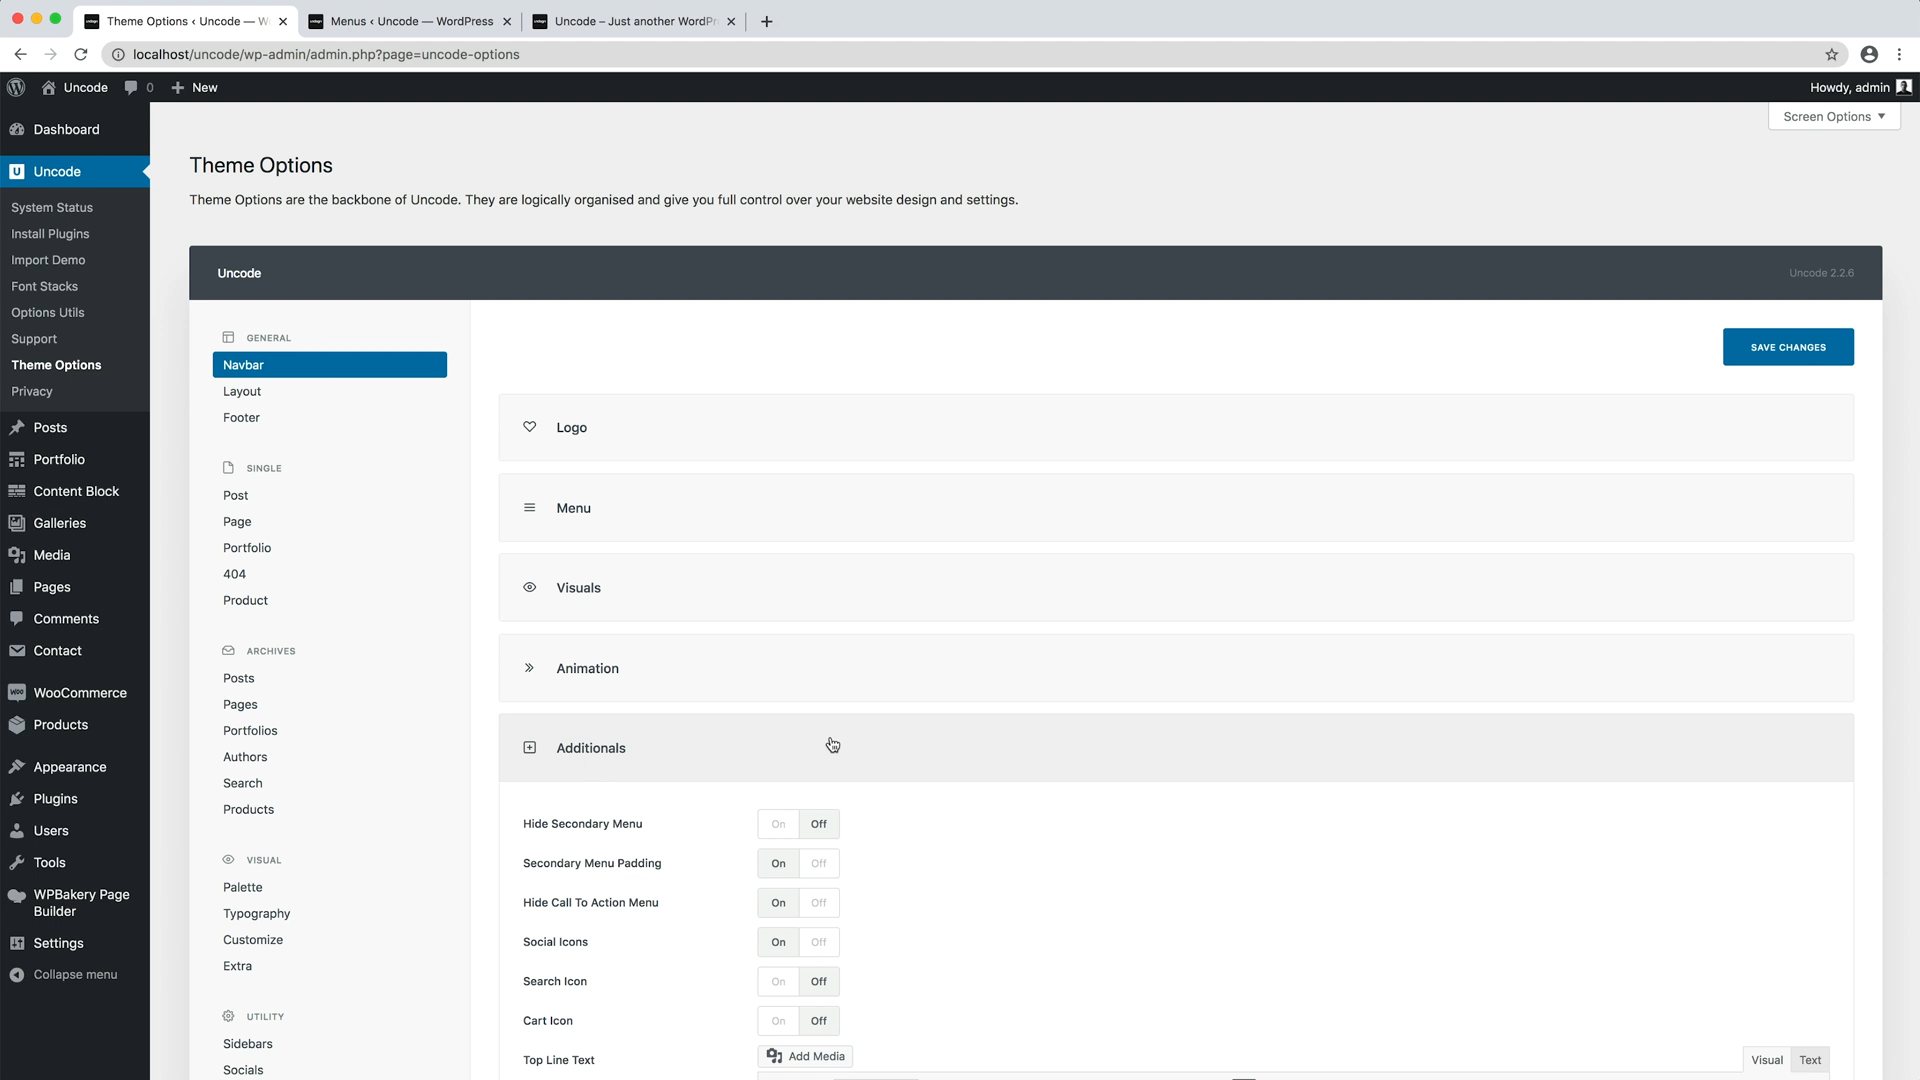 Theme Options ‹ Uncode — W
Menus ‹ Uncode — WordPress
Uncode – Just another WordPr
localhost/uncode/wp-admin/admin.php?page=uncode-options
Uncode
0
New
Howdy, admin
Screen Options
Dashboard
Uncode
System Status
Install Plugins
Import Demo
Font Stacks
Options Utils
Support
Theme Options
Privacy
Posts
Portfolio
Content Block
Galleries
Media
Pages
Comments
Contact
WooCommerce
Products
Appearance
Plugins
Users
Tools
WPBakery Page
Builder
Settings
Collapse menu
Theme Options
Theme Options are the backbone of Uncode. They are logically organised and give you full control over your website design and settings.
Uncode
Uncode 2.2.6
GENERAL
Navbar
Layout
Footer
SINGLE
Post
Page
Portfolio
404
Product
ARCHIVES
Posts
Pages
Portfolios
Authors
Search
Products
VISUAL
Palette
Typography
Customize
Extra
UTILITY
Sidebars
Socials
SAVE CHANGES
Logo
Menu
Visuals
Animation
Additionals
Hide Secondary Menu On Off
Secondary Menu Padding On Off
Hide Call To Action Menu On Off
Social Icons On Off
Search Icon On Off
Cart Icon On Off
Top Line Text Add Media Visual Text